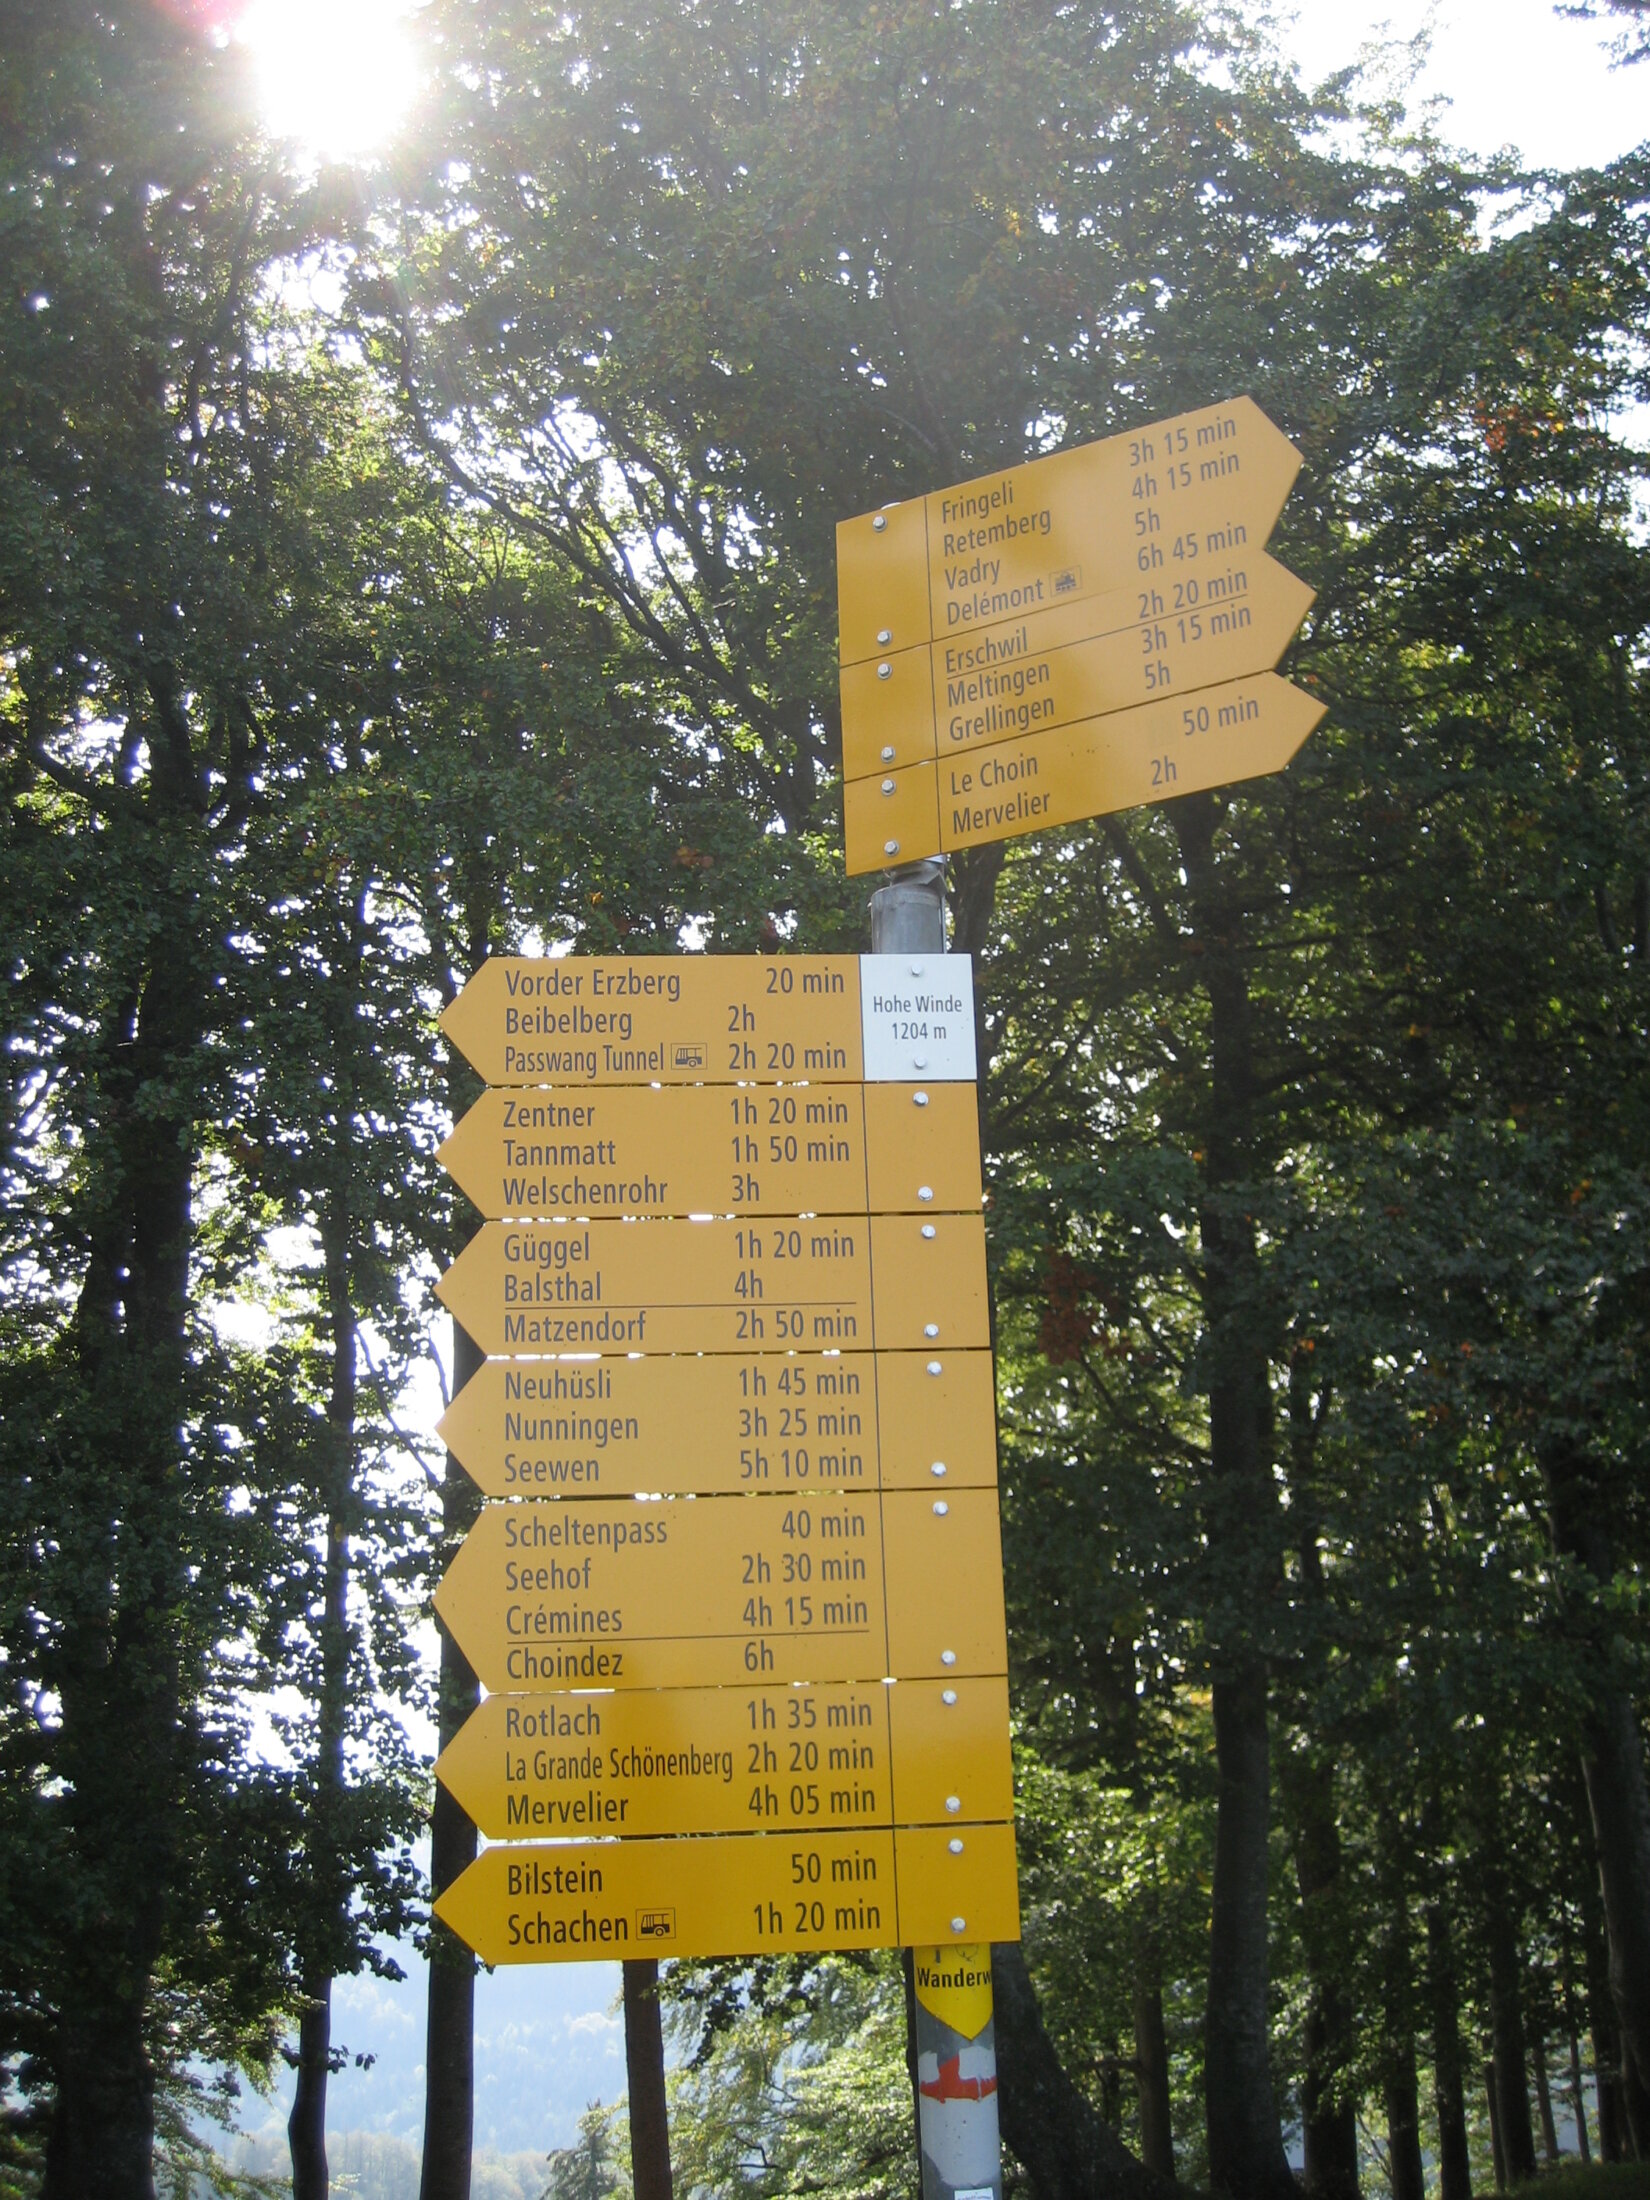 Fringeli 3h 15 min
Retemberg 4h 15 min
Vadry 5h
Delémont 6h 45 min
Erschwil 2h 20 min
Meltingen 3h 15 min
Grellingen 5h
Le Choin 50 min
Mervelier 2h
Hohe Winde
1204 m
Vorder Erzberg 20 min
Beibelberg 2h
Passwang Tunnel 2h 20 min
Zentner 1h 20 min
Tannmatt 1h 50 min
Welschenrohr 3h
Güggel 1h 20 min
Balsthal 4h
Matzendorf 2h 50 min
Neuhüsli 1h 45 min
Nunningen 3h 25 min
Seewen 5h 10 min
Scheltenpass 40 min
Seehof 2h 30 min
Crémines 4h 15 min
Choindez 6h
Rotlach 1h 35 min
La Grande Schönenberg 2h 20 min
Mervelier 4h 05 min
Bilstein 50 min
Schachen 1h 20 min
Wanderw